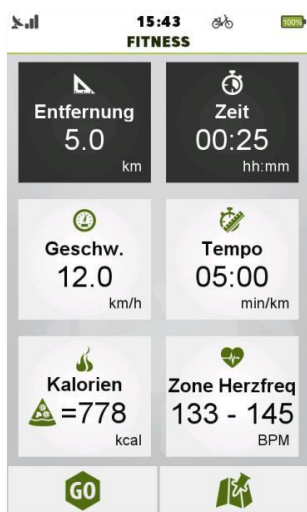 15:43
100%
FITNESS
Entfernung
5.0
km
Zeit
00:25
hh:mm
Geschw.
12.0
km/h
Tempo
05:00
min/km
Kalorien
=778
kcal
Zone Herzfreq
133 - 145
BPM
GO